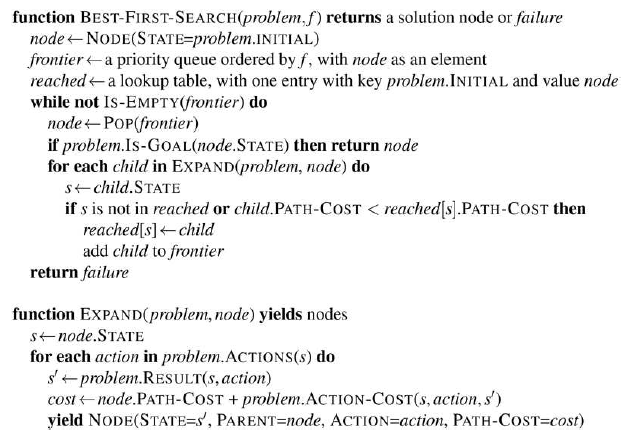 function BEST-FIRST-SEARCH(problem,f) returns a solution node or failure
node←NODE(STATE=problem.INITIAL)
frontier←a priority queue ordered by f, with node as an element
reached←a lookup table, with one entry with key problem.INITIAL and value node
while not IS-EMPTY(frontier) do
node←POP(frontier)
if problem.IS-GOAL(node.STATE) then return node
for each child in EXPAND(problem, node) do
s←child.STATE
if s is not in reached or child.PATH-COST < reached[s].PATH-COST then
reached[s]←child
add child to frontier
return failure
function EXPAND(problem,node) yields nodes
s←node.STATE
for each action in problem.ACTIONS(s) do
s′←problem.RESULT(s,action)
cost←node.PATH-COST + problem.ACTION-COST(s,action,s′)
yield NODE(STATE=s′, PARENT=node, ACTION=action, PATH-COST=cost)